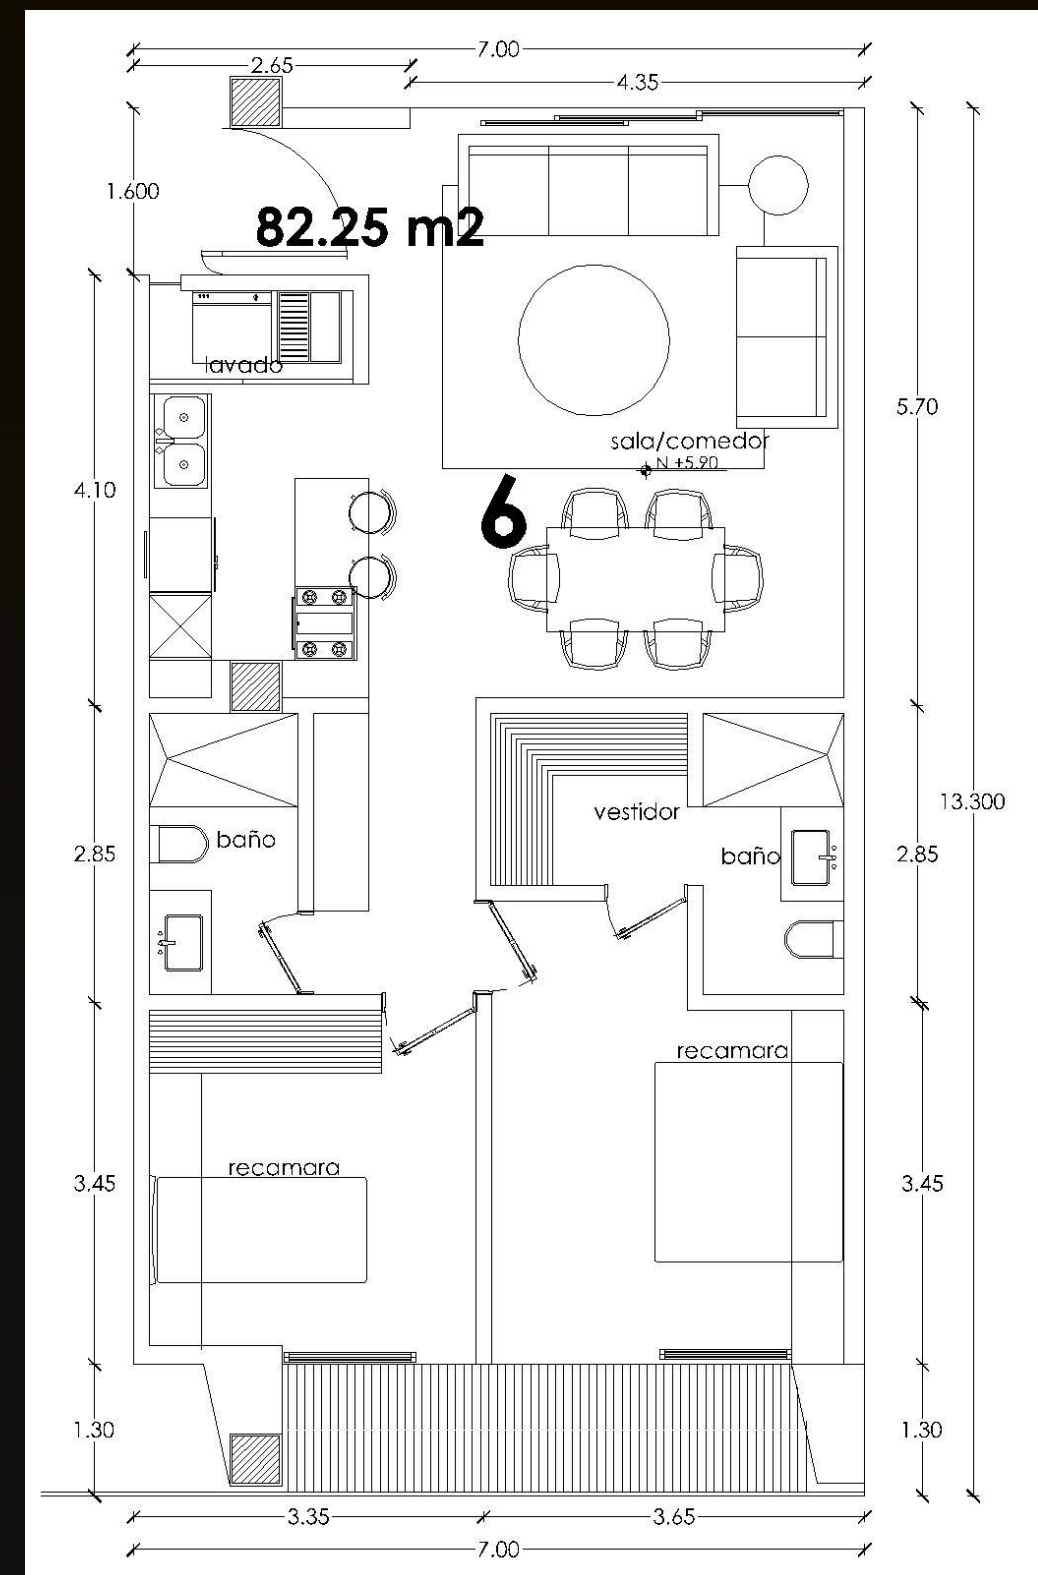 7.00
2.65
4.35
1.600
82.25 m2
lavado
5.70
sala/comedor
N +5.90
4.10
6
13.300
vestidor
baño
baño
2.85
2.85
recamara
recamara
3.45
3.45
1.30
1.30
3.35
3.65
7.00